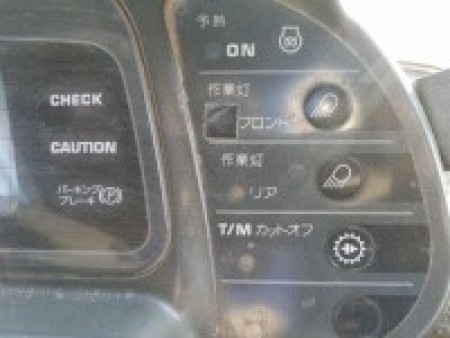 CHECK
CAUTION
パーキング
ブレーキ
予熱
ON
作業灯
フロント
作業灯
リア
T/M カットオフ